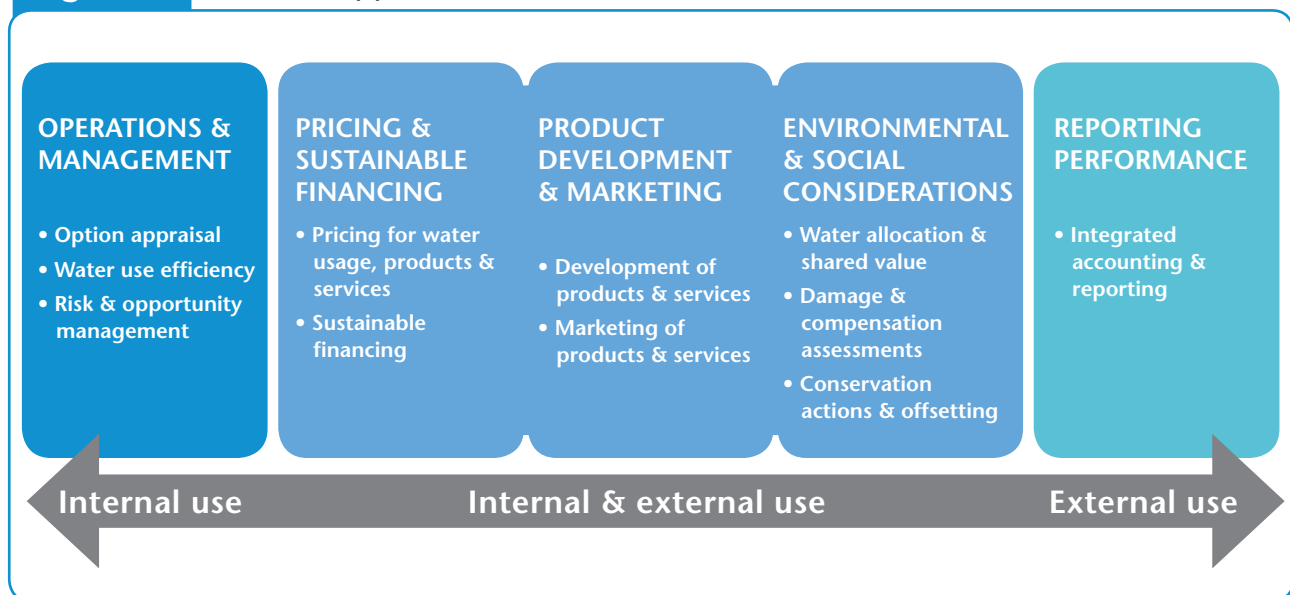 OPERATIONS &
MANAGEMENT
• Option appraisal
• Water use efficiency
• Risk & opportunity
management
PRICING &
SUSTAINABLE
FINANCING
• Pricing for water
usage, products &
services
• Sustainable
financing
PRODUCT
DEVELOPMENT
& MARKETING
• Development of
products & services
• Marketing of
products & services
ENVIRONMENTAL
& SOCIAL
CONSIDERATIONS
• Water allocation &
shared value
• Damage &
compensation
assessments
• Conservation
actions & offsetting
REPORTING
PERFORMANCE
• Integrated
accounting &
reporting
Internal use
Internal & external use
External use